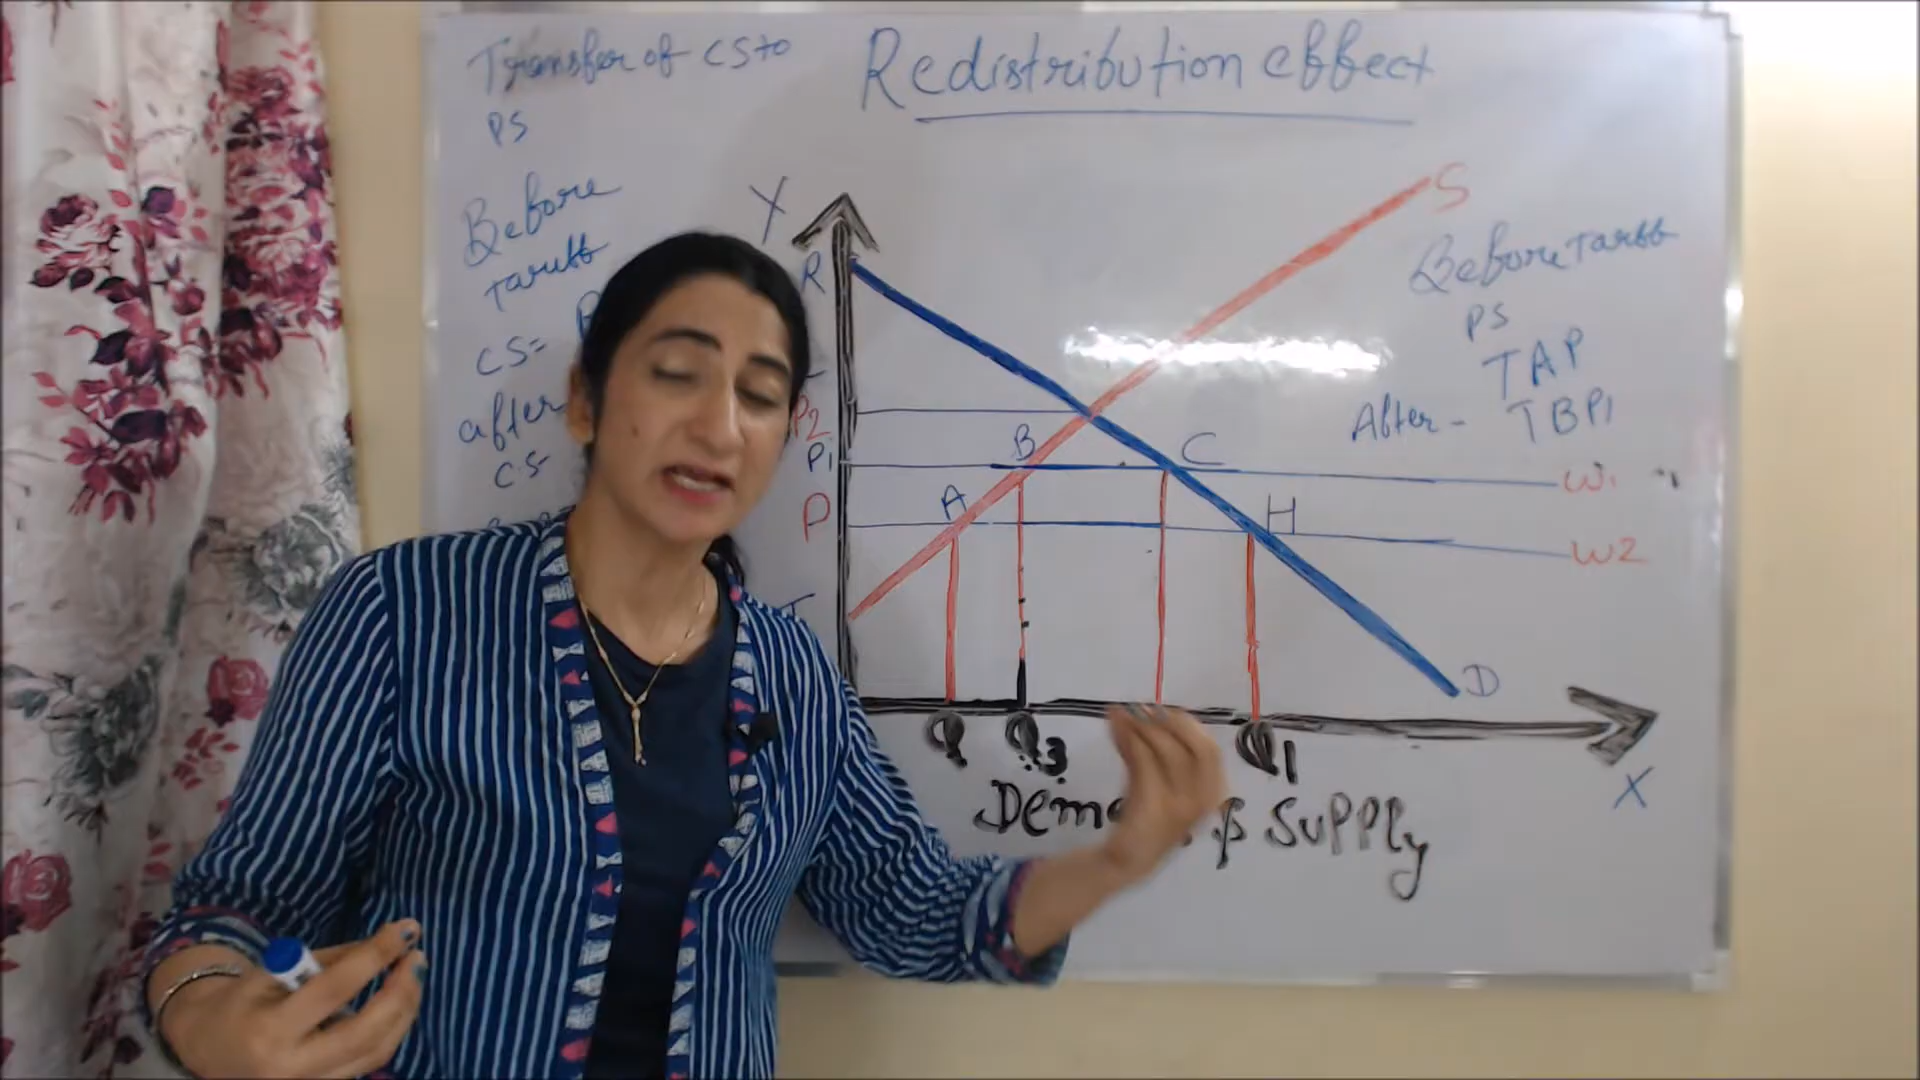 Transfer of CS to
PS
Redistribution effect
Before
tariff
CS=
after
C.S-
Y
R
P2
P1
P
T
S
B
C
A
H
W1
W2
D
Before Tariff
PS
TAP
After - TBP1
Q
Q3
Q1
X
& Supply